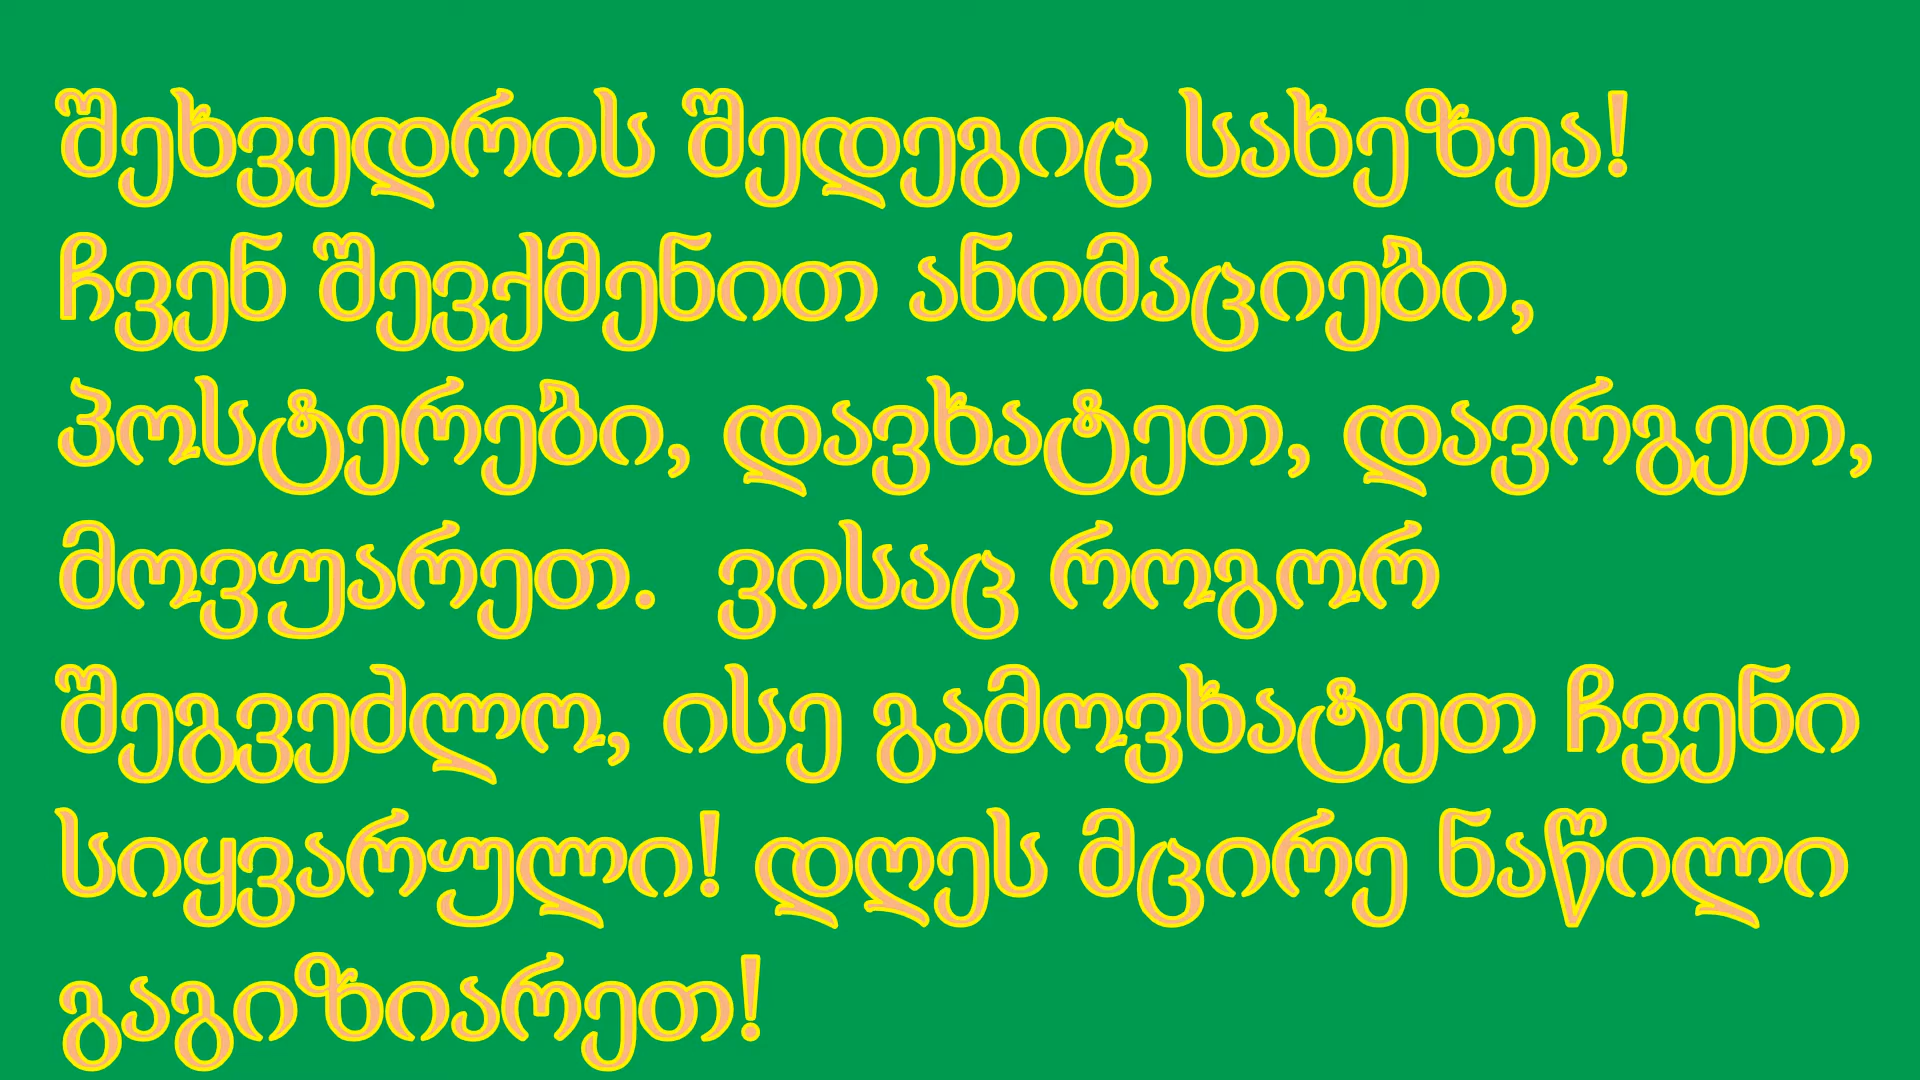 შეხვედრის შედეგიც სახეზეა!
ჩვენ შევქმენით ანიმაციები,
პოსტერები, დავხატეთ, დავრგეთ,
მოვუარეთ.  ვისაც როგორ
შეგვეძლო, ისე გამოვხატეთ ჩვენი
სიყვარული! დღეს მცირე ნაწილი
გაგიზიარეთ!